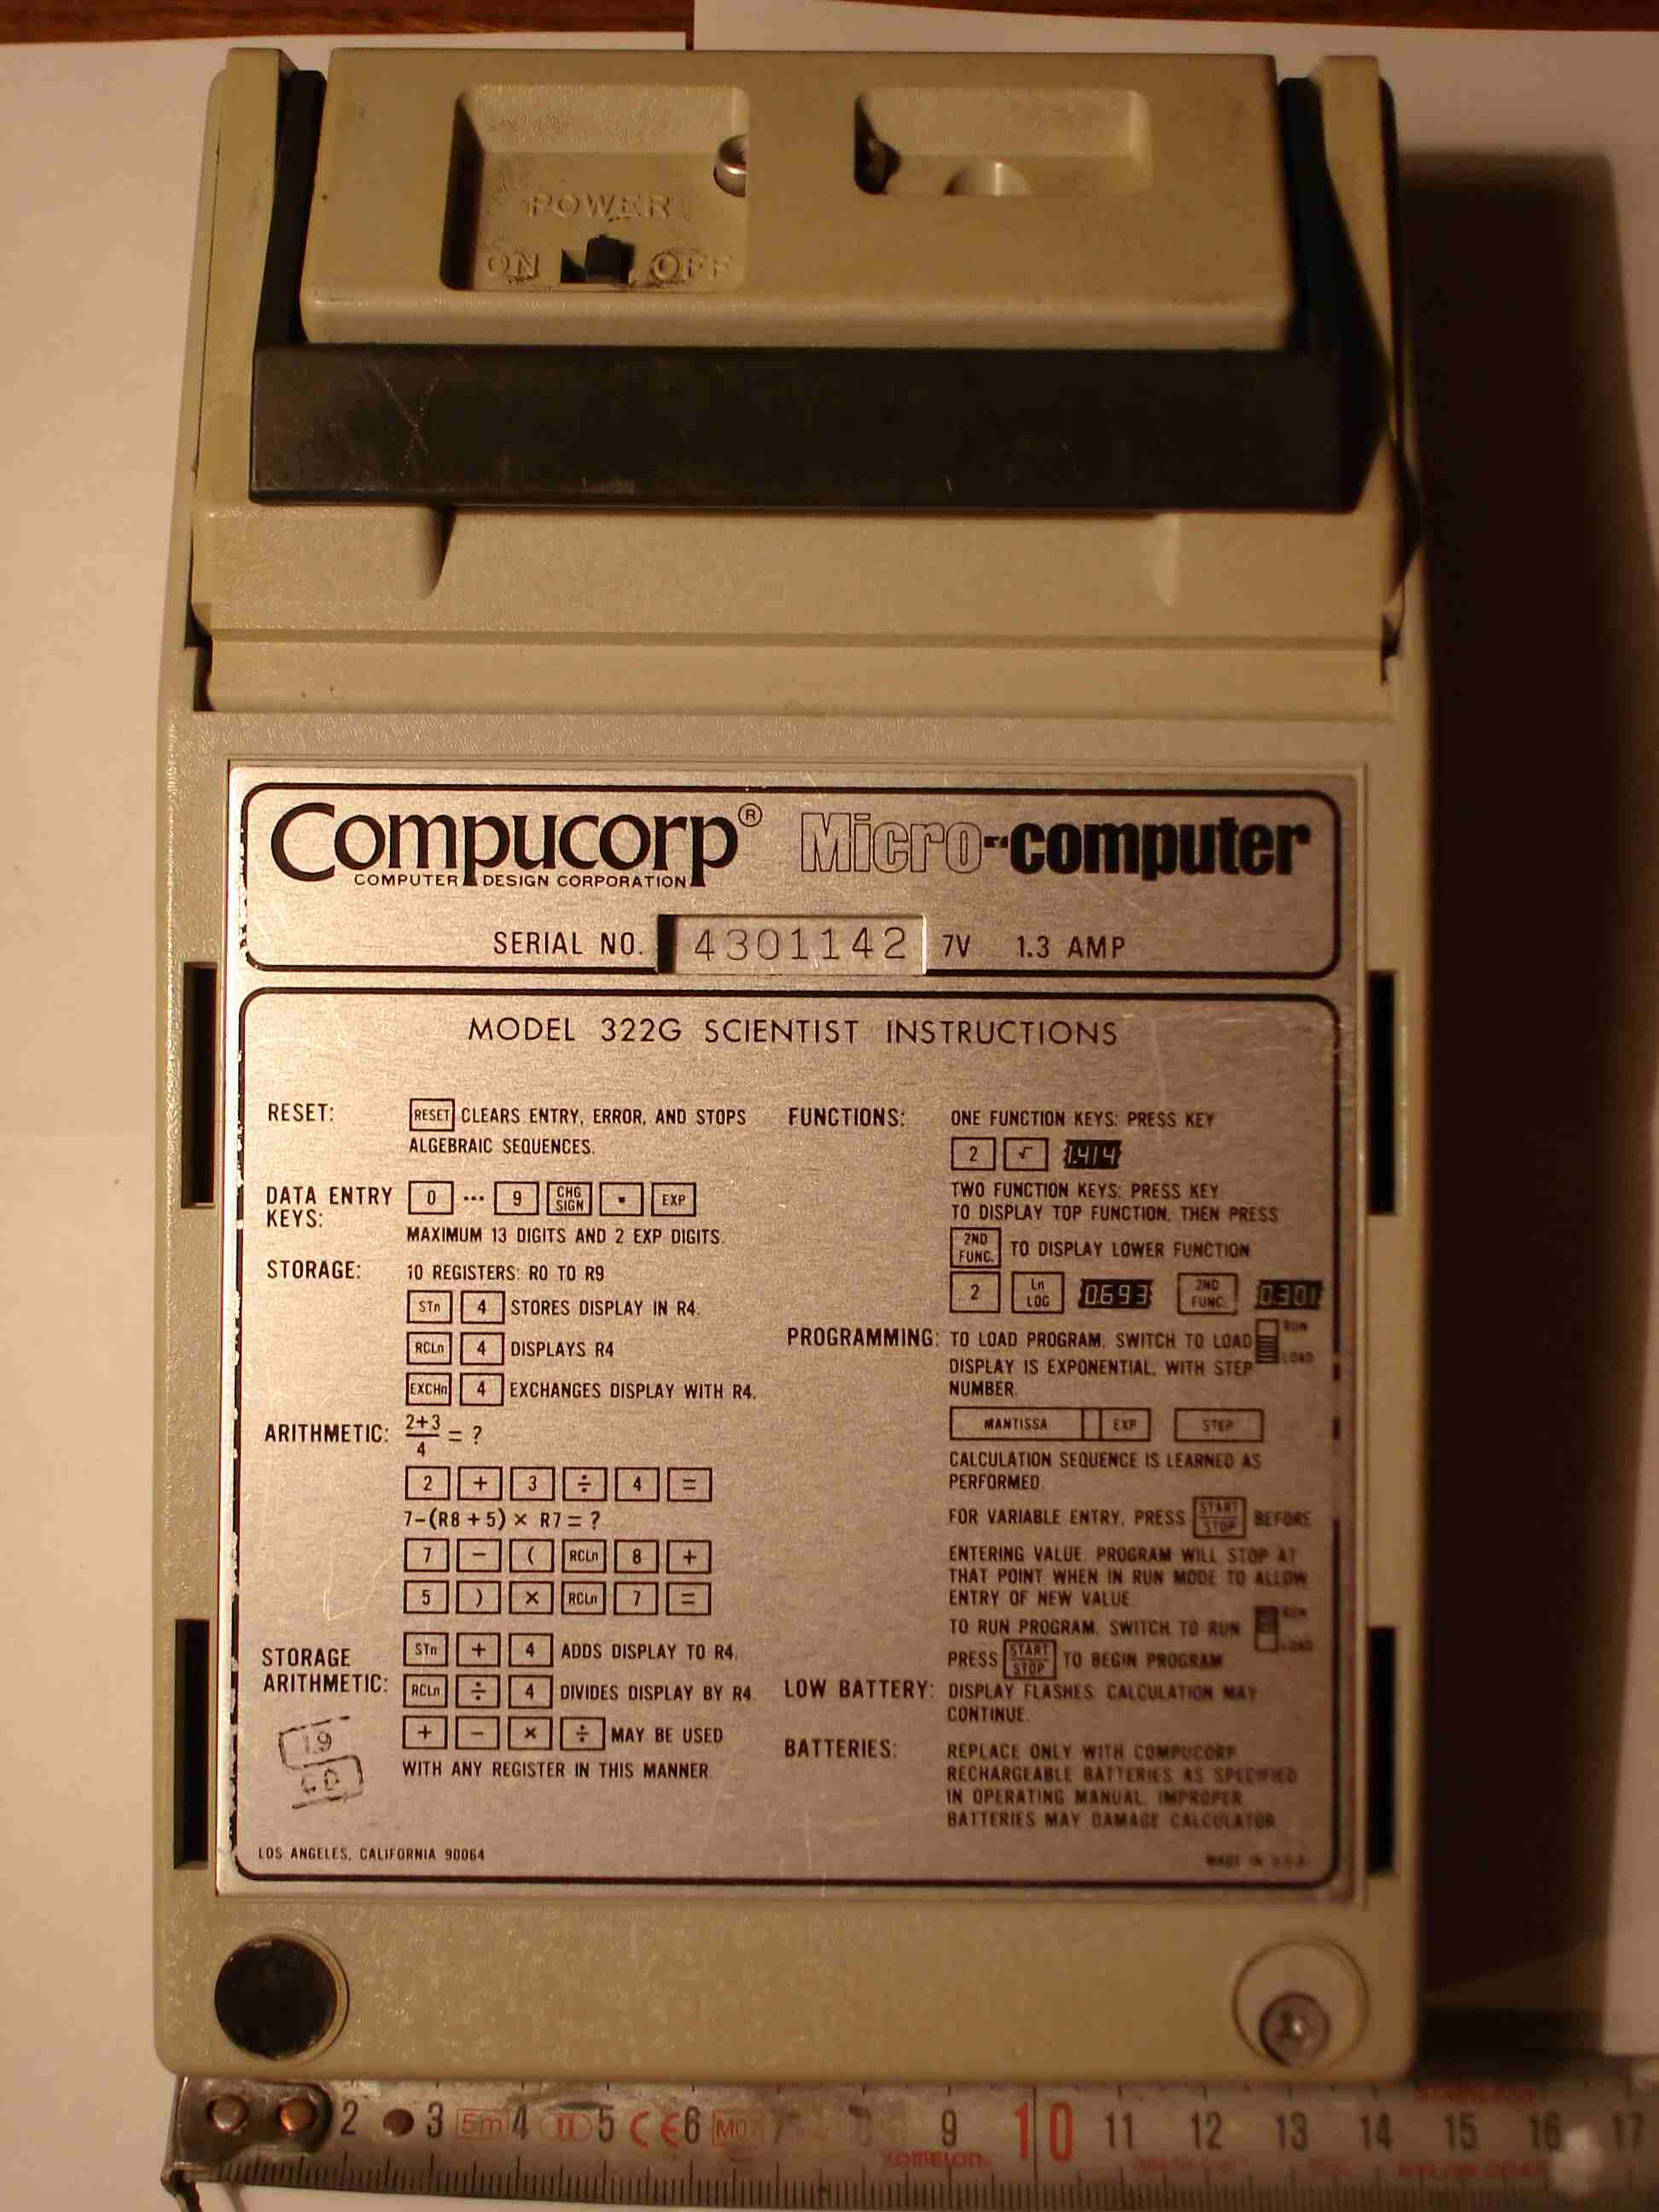 POWER
ON OFF
Compucorp® Micro-computer
COMPUTER DESIGN CORPORATION
SERIAL NO. 4301142 7V 1.3 AMP
MODEL 322G SCIENTIST INSTRUCTIONS
RESET: RESET CLEARS ENTRY, ERROR, AND STOPS
ALGEBRAIC SEQUENCES.
DATA ENTRY KEYS: 0 ... 9 CHG SIGN . EXP
MAXIMUM 13 DIGITS AND 2 EXP DIGITS.
STORAGE: 10 REGISTERS: R0 TO R9
STn 4 STORES DISPLAY IN R4.
RCLn 4 DISPLAYS R4
EXCHn 4 EXCHANGES DISPLAY WITH R4.
ARITHMETIC: 2+3
4 = ?
2 + 3 ÷ 4 =
7-(R8+5) × R7 = ?
7 - ( RCLn 8 +
5 ) × RCLn 7 =
STORAGE ARITHMETIC: STn + 4 ADDS DISPLAY TO R4.
RCLn ÷ 4 DIVIDES DISPLAY BY R4.
+ - × ÷ MAY BE USED
WITH ANY REGISTER IN THIS MANNER.
19
LOS ANGELES, CALIFORNIA 90064
FUNCTIONS: ONE FUNCTION KEYS: PRESS KEY
2 √ 1.414
TWO FUNCTION KEYS: PRESS KEY
TO DISPLAY TOP FUNCTION, THEN PRESS
2ND FUNC. TO DISPLAY LOWER FUNCTION
2 Ln LOG 0.693 2ND FUNC. 0.301
PROGRAMMING: TO LOAD PROGRAM, SWITCH TO LOAD RUN LOAD
DISPLAY IS EXPONENTIAL, WITH STEP
NUMBER.
MANTISSA EXP STEP
CALCULATION SEQUENCE IS LEARNED AS
PERFORMED.
FOR VARIABLE ENTRY, PRESS START STOP BEFORE
ENTERING VALUE. PROGRAM WILL STOP AT
THAT POINT WHEN IN RUN MODE TO ALLOW
ENTRY OF NEW VALUE
TO RUN PROGRAM, SWITCH TO RUN RUN LOAD
PRESS START STOP TO BEGIN PROGRAM
LOW BATTERY: DISPLAY FLASHES: CALCULATION MAY
CONTINUE.
BATTERIES: REPLACE ONLY WITH COMPUCORP
RECHARGEABLE BATTERIES AS SPECIFIED
IN OPERATING MANUAL. IMPROPER
BATTERIES MAY DAMAGE CALCULATOR
MADE IN U.S.A.
2 3 5m 4 II 5 CE 6 7 8 9 10 11 12 13 14 15 16 17
KOMELON